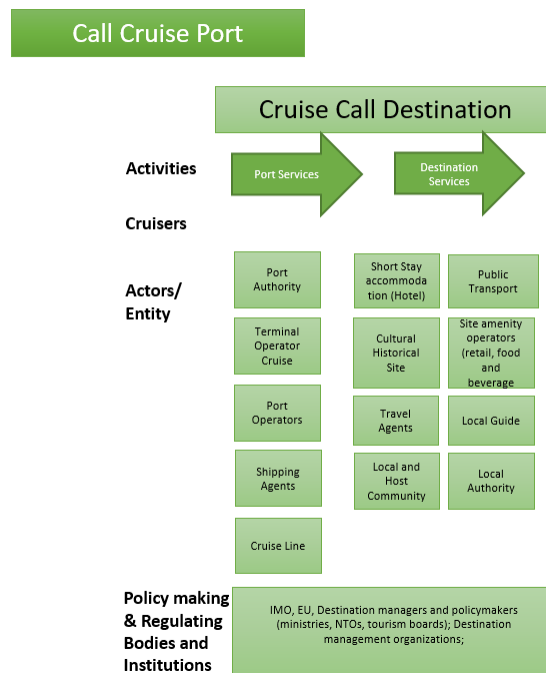 Call Cruise Port
Cruise Call Destination
Activities
Port Services
Destination
Services
Cruisers
Actors/
Entity
Port
Authority
Short Stay
accommoda
tion (Hotel)
Public
Transport
Terminal
Operator
Cruise
Cultural
Historical
Site
Site amenity
operators
(retail, food
and
beverage
Port
Operators
Travel
Agents
Local Guide
Shipping
Agents
Local and
Host
Community
Local
Authority
Cruise Line
Policy making
& Regulating
Bodies and
Institutions
IMO, EU, Destination managers and policymakers
(ministries, NTOs, tourism boards); Destination
management organizations;